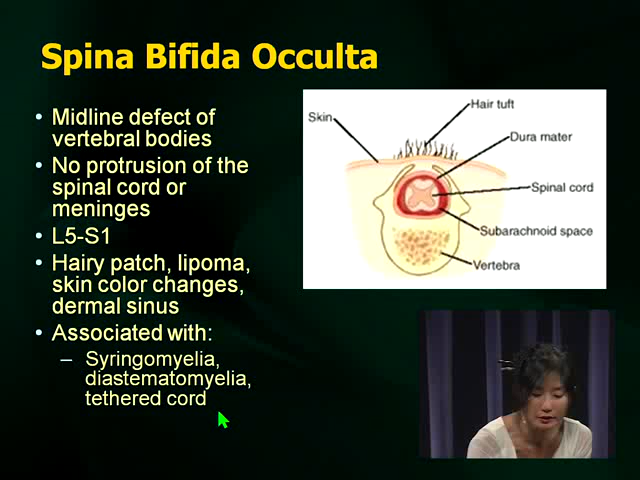 Spina Bifida Occulta
• Midline defect of
vertebral bodies
• No protrusion of the
spinal cord or
meninges
• L5-S1
• Hairy patch, lipoma,
skin color changes,
dermal sinus
• Associated with:
– Syringomyelia,
diastematomyelia,
tethered cord
Skin
Hair tuft
Dura mater
Spinal cord
Subarachnoid space
Vertebra